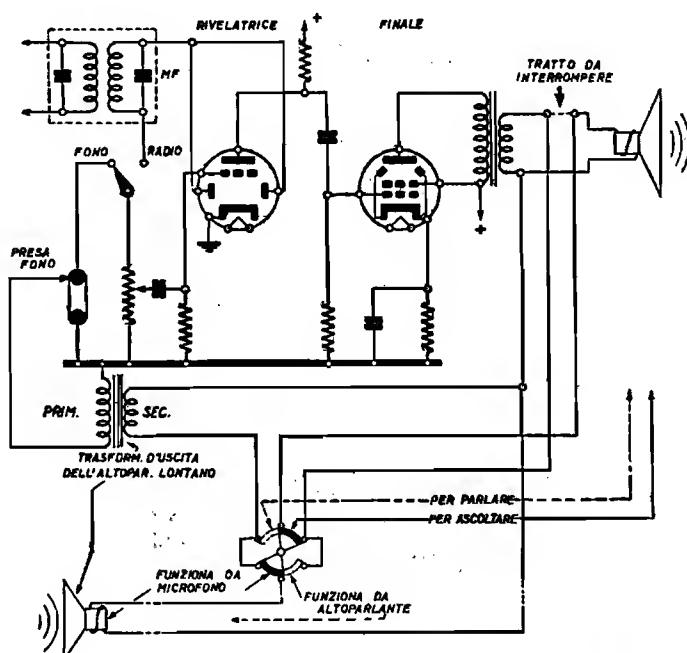 RIVELATRICE
+
FINALE
TRATTO DA
INTERROMPERE
MF
FONO
RADIO
PRESA
FONO
+
PRIM.
SEC.
TRASFORM. D'USCITA
DELL'ALTOPAR. LONTANO
PER PARLARE
PER ASCOLTARE
FUNZIONA DA
MICROFONO
FUNZIONA DA
ALTOPARLANTE